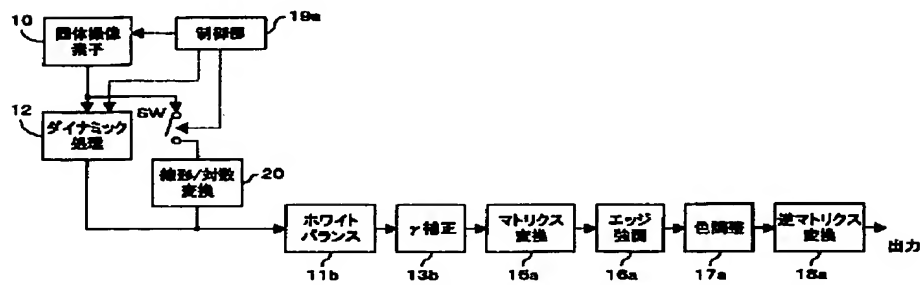 10
固体撮像
素子
制御部
19a
12
ダイナミック
処理
SW
線形/対数
変換
20
ホワイト
バランス
11b
γ補正
13b
マトリクス
変換
15a
エッジ
強調
16a
色調整
17a
逆マトリクス
変換
18a
出力